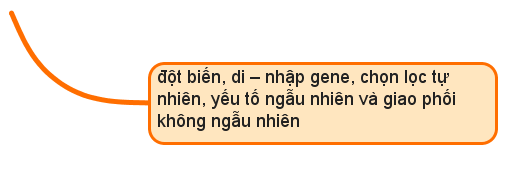 đột biến, di – nhập gene, chọn lọc tự
nhiên, yếu tố ngẫu nhiên và giao phối
không ngẫu nhiên